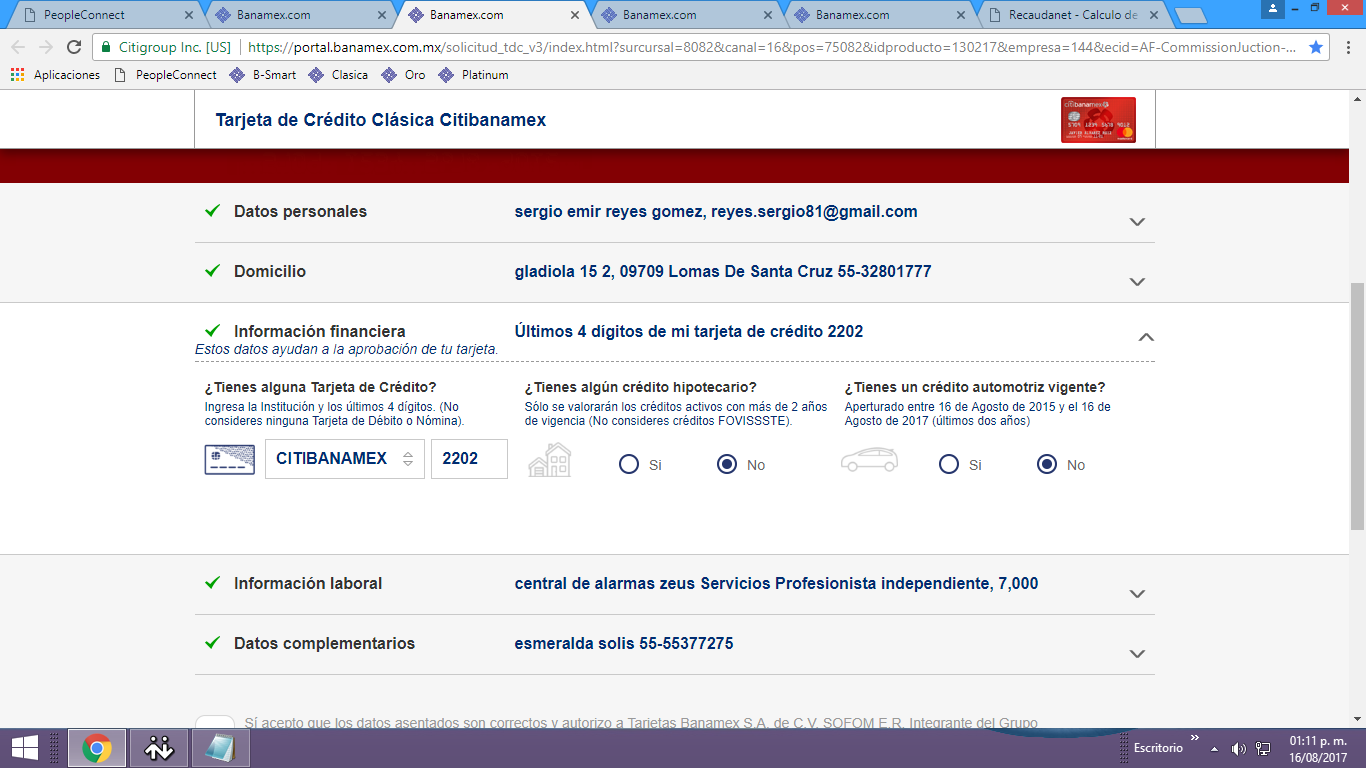 PeopleConnect
Banamex.com
Banamex.com
Banamex.com
Banamex.com
Recaudanet - Calculo de
Citigroup Inc. [US]
https://portal.banamex.com.mx/solicitud_tdc_v3/index.html?surcursal=8082&canal=16&pos=75082&idproducto=130217&empresa=144&ecid=AF-CommissionJuction-...
Aplicaciones PeopleConnect B-Smart Clasica Oro Platinum
Tarjeta de Crédito Clásica Citibanamex
citibanamex
Datos personales sergio emir reyes gomez, reyes.sergio81@gmail.com
Domicilio gladiola 15 2, 09709 Lomas De Santa Cruz 55-32801777
Información financiera Últimos 4 dígitos de mi tarjeta de crédito 2202
Estos datos ayudan a la aprobación de tu tarjeta.
¿Tienes alguna Tarjeta de Crédito?
Ingresa la Institución y los últimos 4 dígitos. (No
consideres ninguna Tarjeta de Débito o Nómina).
CITIBANAMEX 2202
¿Tienes algún crédito hipotecario?
Sólo se valorarán los créditos activos con más de 2 años
de vigencia (No consideres créditos FOVISSSTE).
Si No
¿Tienes un crédito automotriz vigente?
Aperturado entre 16 de Agosto de 2015 y el 16 de
Agosto de 2017 (últimos dos años)
Si No
Información laboral central de alarmas zeus Servicios Profesionista independiente, 7,000
Datos complementarios esmeralda solis 55-55377275
Sí acepto que los datos asentados son correctos y autorizo a Tarjetas Banamex S.A. de C.V. SOFOM E.R. Integrante del Grupo
Escritorio
01:11 p. m.
16/08/2017